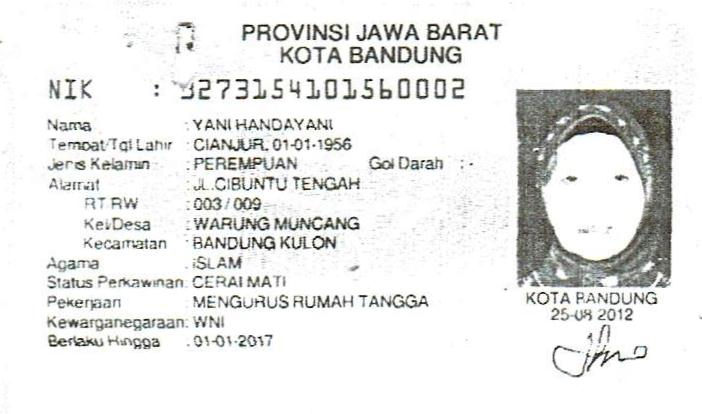 PROVINSI JAWA BARAT
KOTA BANDUNG
NIK : 3273154101560002
Nama : YANI HANDAYANI
Tempat/Tgl Lahir : CIANJUR, 01-01-1956
Jenis Kelamin : PEREMPUAN Gol Darah : -
Alamat : JL.CIBUNTU TENGAH
RT RW : 003 / 009
Kel/Desa : WARUNG MUNCANG
Kecamatan : BANDUNG KULON
Agama : ISLAM
Status Perkawinan: CERAI MATI
Pekerjaan : MENGURUS RUMAH TANGGA
Kewarganegaraan: WNI
Berlaku Hingga : 01-01-2017
KOTA BANDUNG
25-08-2012